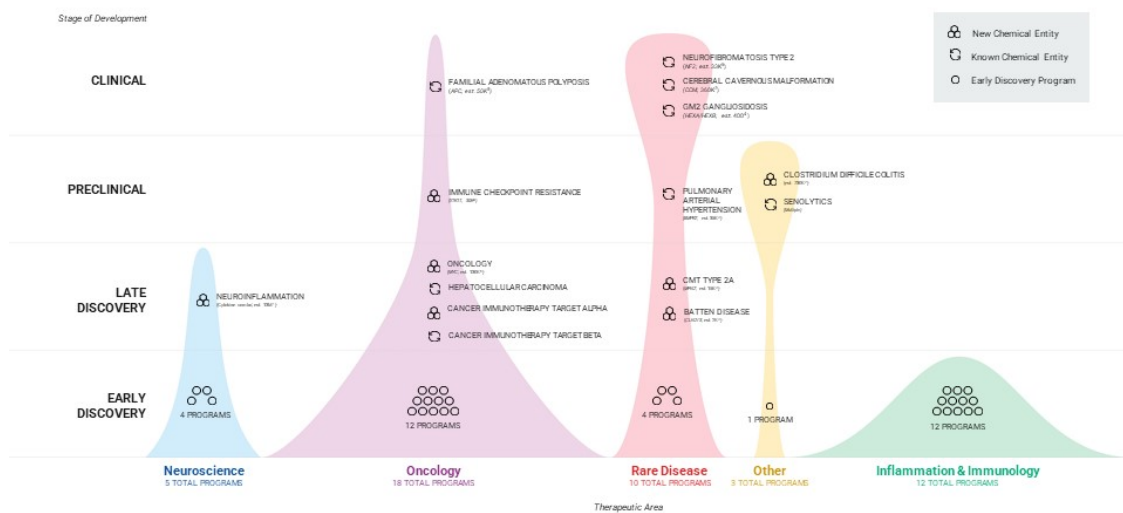 Stage of Development
New Chemical Entity
Known Chemical Entity
Early Discovery Program
CLINICAL
FAMILIAL ADENOMATOUS POLYPOSIS
NEUROFIBROMATOSIS TYPE 2
CEREBRAL CAVERNOUS MALFORMATION
GM2 GANGLIOSIDOSIS
PRECLINICAL
IMMUNE CHECKPOINT RESISTANCE
PULMONARY
ARTERIAL
HYPERTENSION
CLOSTRIDIUM DIFFICILE COLITIS
SENOLYTICS
LATE
DISCOVERY
NEUROINFLAMMATION
ONCOLOGY
HEPATOCELLULAR CARCINOMA
CANCER IMMUNOTHERAPY TARGET ALPHA
CANCER IMMUNOTHERAPY TARGET BETA
CMT TYPE 2A
BATTEN DISEASE
EARLY
DISCOVERY
4 PROGRAMS
12 PROGRAMS
4 PROGRAMS
1 PROGRAM
12 PROGRAMS
Neuroscience
5 TOTAL PROGRAMS
Oncology
18 TOTAL PROGRAMS
Rare Disease
10 TOTAL PROGRAMS
Other
3 TOTAL PROGRAMS
Inflammation & Immunology
12 TOTAL PROGRAMS
Therapeutic Area